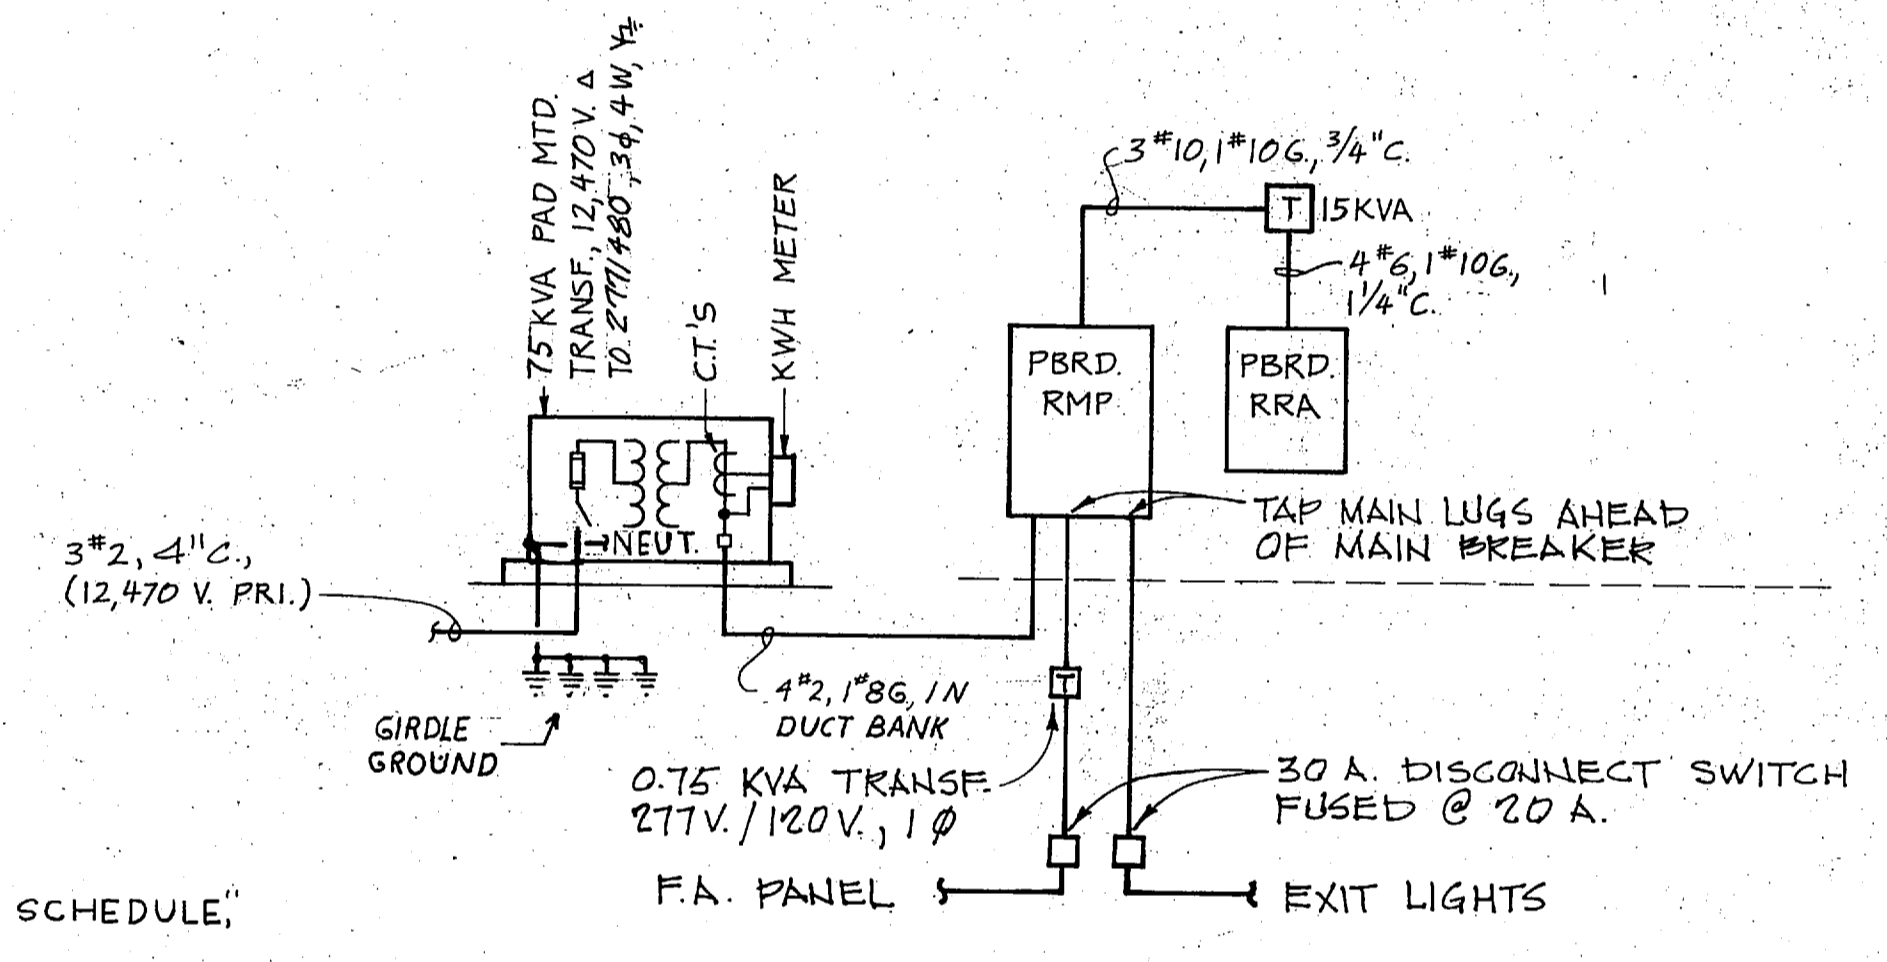 75 KVA PAD MTD.
TRANSF., 12,470 V. Δ
TO 277/480, 3ϕ, 4W, Y⏚
C.T.'S
KWH METER
NEUT.
3#2, 4"C.,
(12,470 V. PRI.)
GIRDLE
GROUND
4#2, 1#8G, IN
DUCT BANK
3#10, 1#10G., 3/4"C.
T
15KVA
4#6, 1#10G.,
1 1/4"C.
PBRD.
RMP
PBRD.
RRA
TAP MAIN LUGS AHEAD
OF MAIN BREAKER
T
0.75 KVA TRANSF.
277V./120V., 1Ø
30 A. DISCONNECT SWITCH
FUSED @ 20 A.
F.A. PANEL
EXIT LIGHTS
SCHEDULE,"